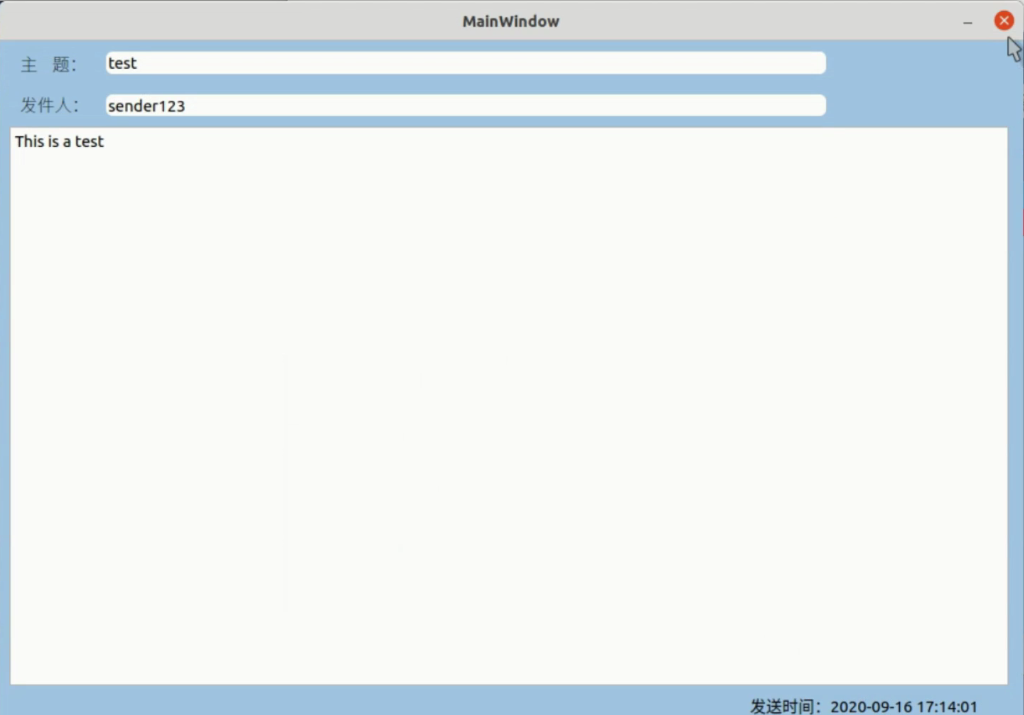 MainWindow
主 题： test
发件人： sender123
This is a test
发送时间：2020-09-16 17:14:01